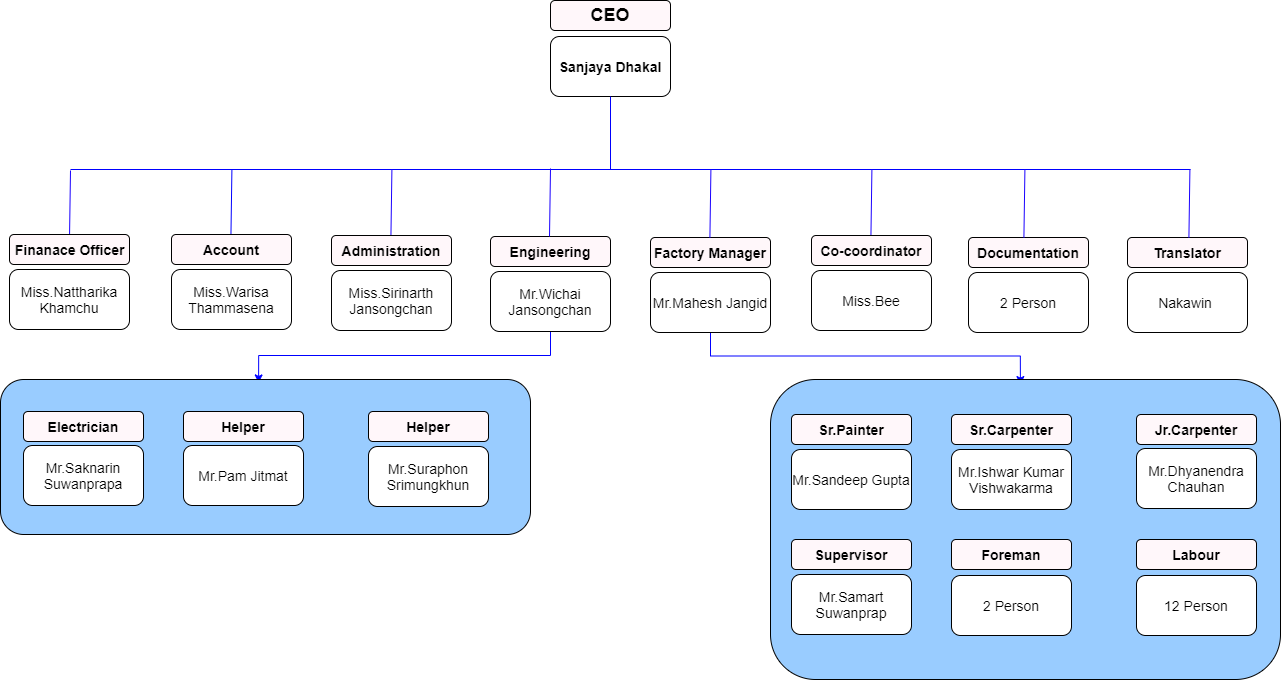 CEO
Sanjaya Dhakal
Finanace Officer
Miss.Nattharika
Khamchu
Account
Miss.Warisa
Thammasena
Administration
Miss.Sirinarth
Jansongchan
Engineering
Mr.Wichai
Jansongchan
Factory Manager
Mr.Mahesh Jangid
Co-coordinator
Miss.Bee
Documentation
2 Person
Translator
Nakawin
Electrician
Mr.Saknarin
Suwanprapa
Helper
Mr.Pam Jitmat
Helper
Mr.Suraphon
Srimungkhun
Sr.Painter
Mr.Sandeep Gupta
Sr.Carpenter
Mr.Ishwar Kumar
Vishwakarma
Jr.Carpenter
Mr.Dhyanendra
Chauhan
Supervisor
Mr.Samart
Suwanprap
Foreman
2 Person
Labour
12 Person